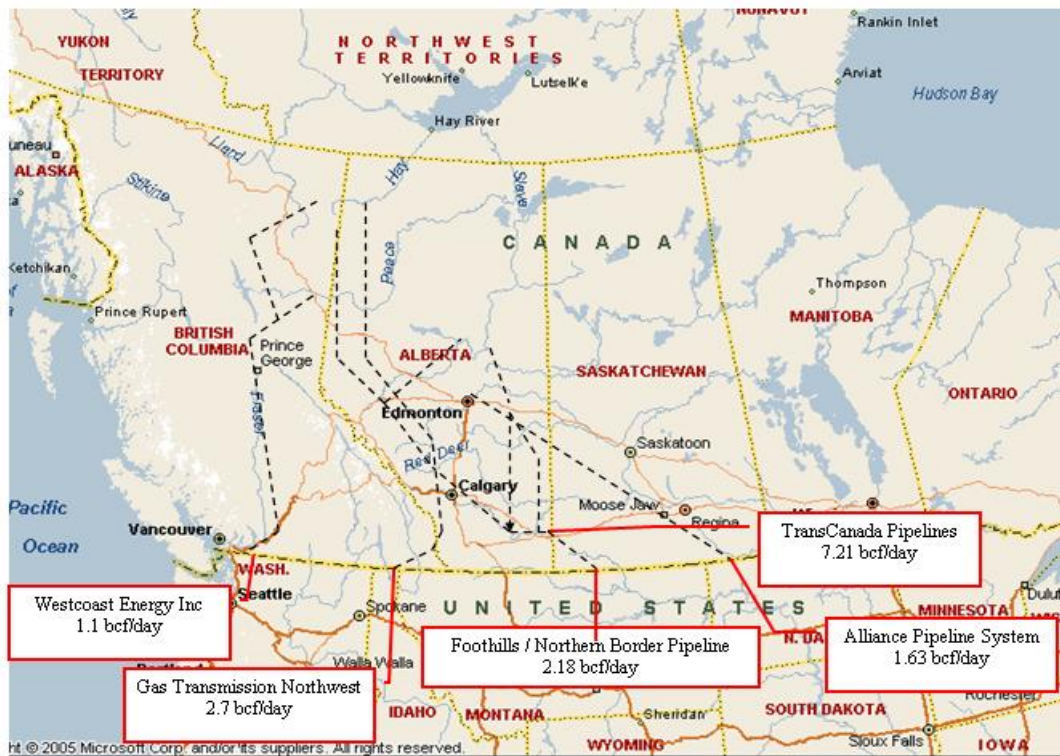 NUNAVUT
Rankin Inlet
YUKON
TERRITORY
NORTHWEST
TERRITORIES
Yellowknife
Lutselke
Arviat
Hudson Bay
Hay River
Liard
uneau
ALASKA
Stikine
Hay
Slave
Peace
CANADA
Ketchikan
Prince Rupert
Thompson
MANITOBA
BRITISH
COLUMBIA
Prince
George
ALBERTA
SASKATCHEWAN
ONTARIO
Fraser
Edmonton
Red Deer
Saskatoon
Calgary
Pacific
Ocean
Moose Jaw
Regina
Vancouver
TransCanada Pipelines
7.21 bcf/day
WASH.
Seattle
Spokane
UNITED STATES
MINNESOTA
Dulut
WIS
Westcoast Energy Inc
1.1 bcf/day
Foothills / Northern Border Pipeline
2.18 bcf/day
N. DA
Alliance Pipeline System
1.63 bcf/day
Walla Walla
Gas Transmission Northwest
2.7 bcf/day
IDAHO
MONTANA
Sheridan
WYOMING
SOUTH DAKOTA
Rochester
Sioux Falls
IOWA
ht © 2005 Microsoft Corp. and/or its suppliers. All rights reserved.